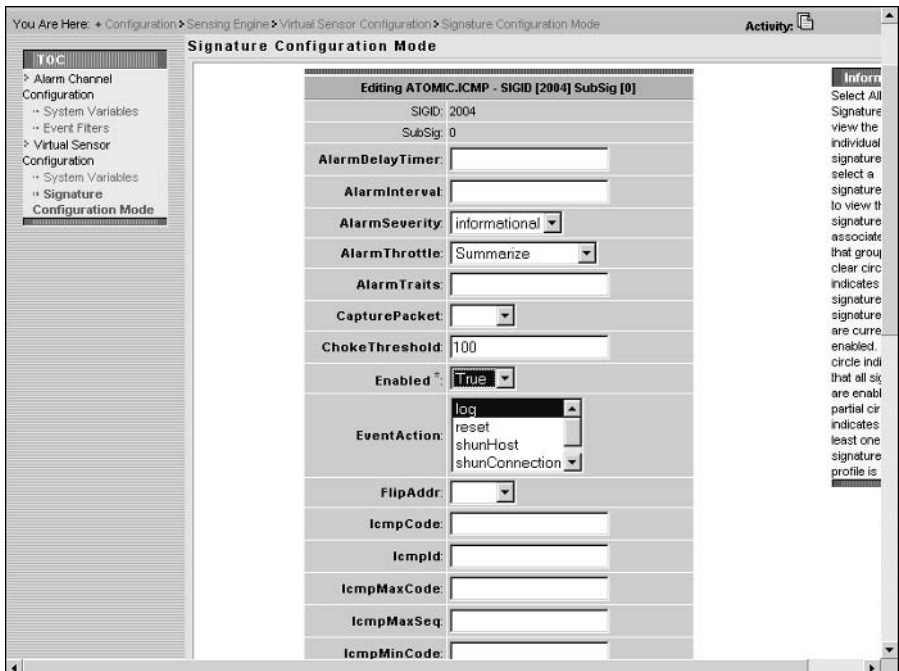 You Are Here: Configuration Sensing Engine Virtual Sensor Configuration Signature Configuration Mode
Activity:
Signature Configuration Mode
TOC
Alarm Channel
Configuration
System Variables
Event Filters
Virtual Sensor
Configuration
System Variables
Signature
Configuration Mode
Editing ATOMIC.ICMP - SIGID [2004] SubSig [0]
SIGID: 2004
SubSig: 0
AlarmDelayTimer:
AlarmInterval:
AlarmSeverity: informational
AlarmThrottle: Summarize
AlarmTraits:
CapturePacket:
ChokeThreshold: 100
Enabled *: True
EventAction: log
reset
shunHost
shunConnection
FlipAddr:
IcmpCode:
IcmpId:
IcmpMaxCode:
IcmpMaxSeq:
IcmpMinCode:
Inform
Select All
Signature
view the
individual
signature
select a
signature
to view th
signature
associate
that group
clear circ
indicates
signature
signature
are curre
enabled.
circle indi
that all sig
are enabl
partial cir
indicates
least one
signature
profile is